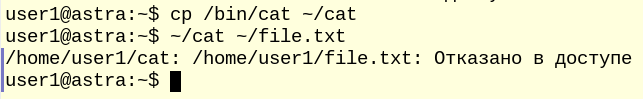 user1@astra:~$ cp /bin/cat ~/cat
user1@astra:~$ ~/cat ~/file.txt
/home/user1/cat: /home/user1/file.txt: Отказано в доступе
user1@astra:~$